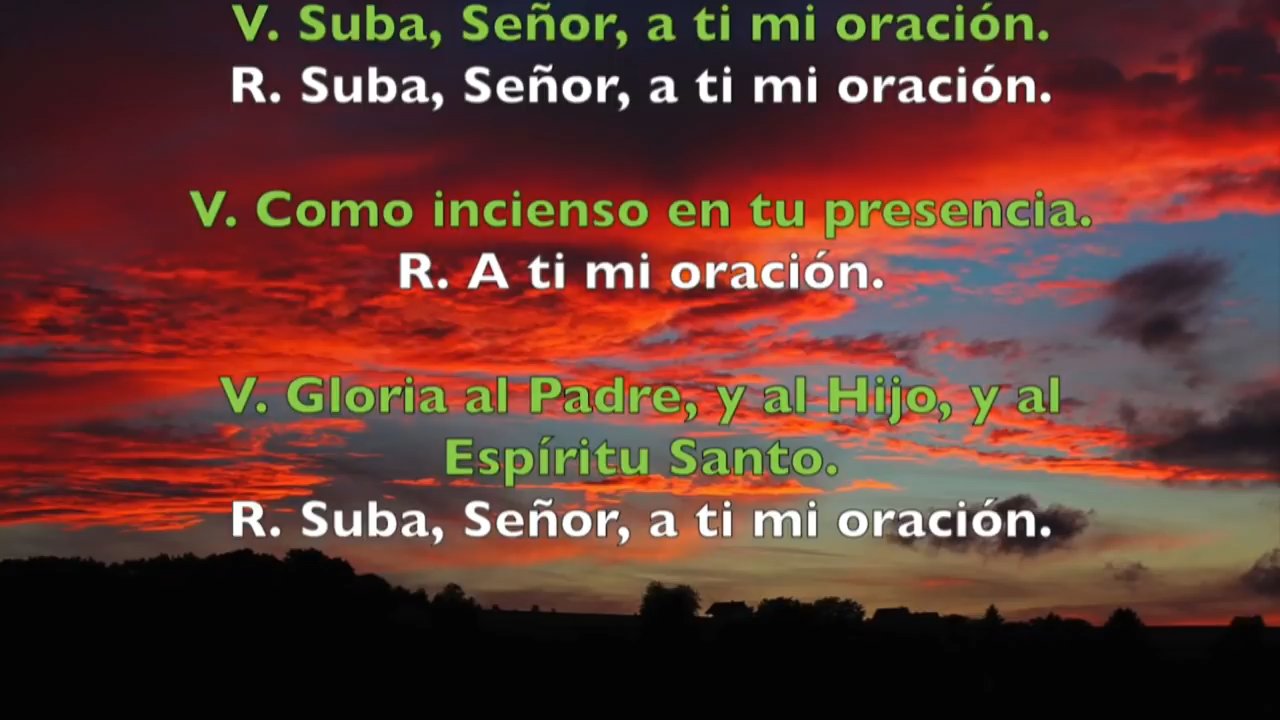 V. Suba, Señor, a ti mi oración.
R. Suba, Señor, a ti mi oración.
V. Como incienso en tu presencia.
R. A ti mi oración.
V. Gloria al Padre, y al Hijo, y al
Espíritu Santo.
R. Suba, Señor, a ti mi oración.